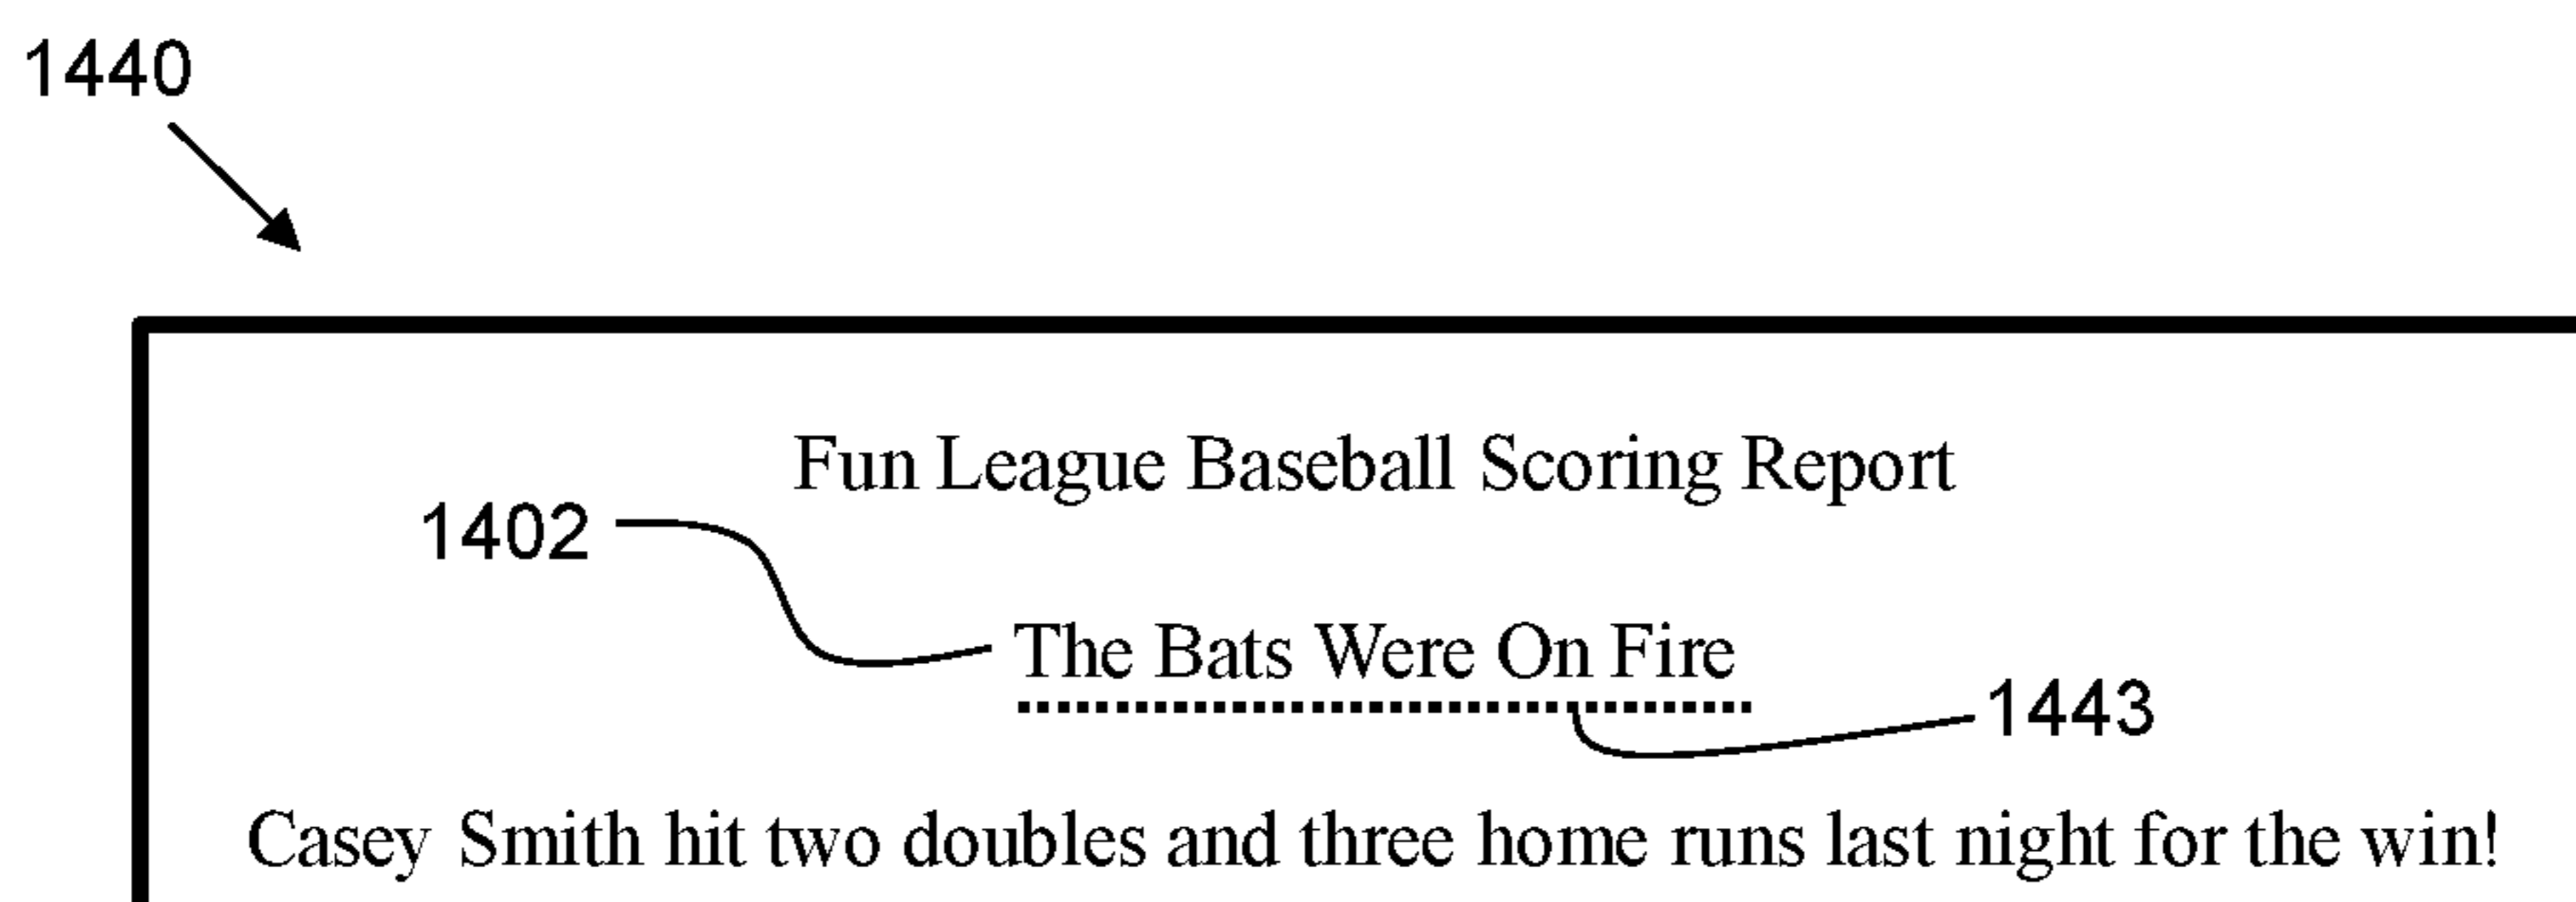 1440
Fun League Baseball Scoring Report
1402
The Bats Were On Fire
1443
Casey Smith hit two doubles and three home runs last night for the win!